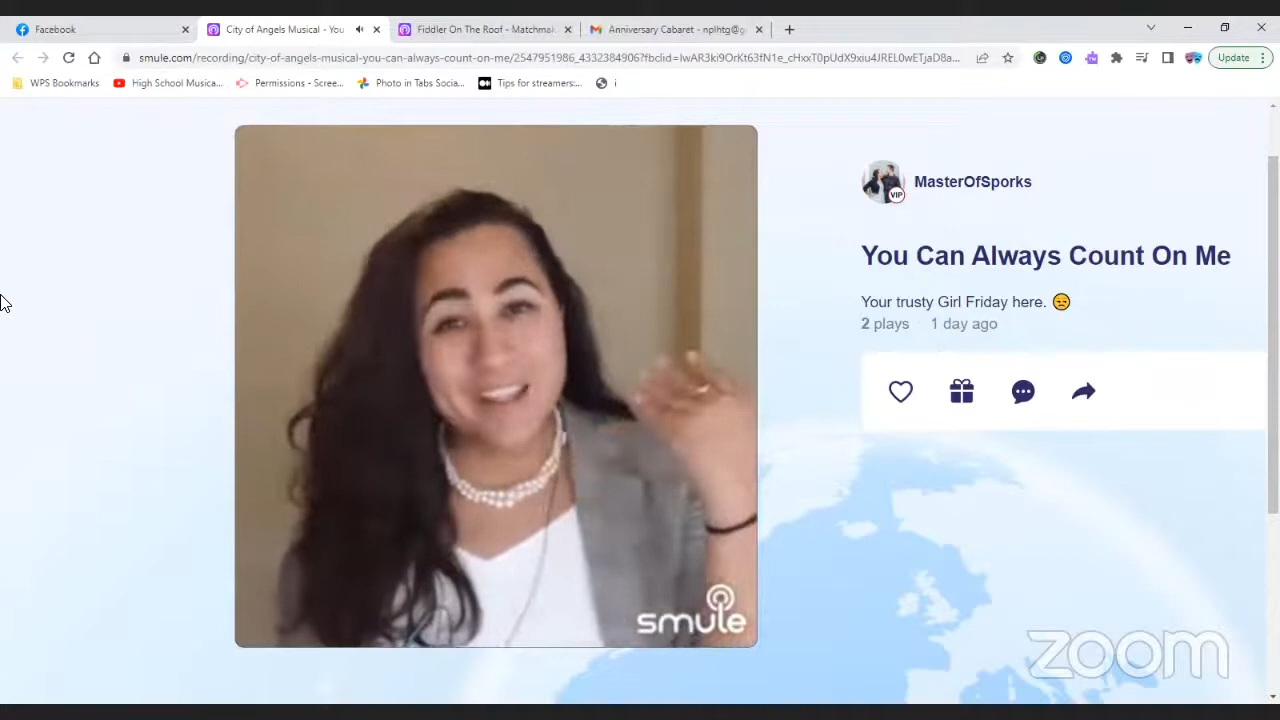 Facebook
City of Angels Musical - You
Fiddler On The Roof - Matchmak
Anniversary Cabaret - nplhtg@g
smule.com/recording/city-of-angels-musical-you-can-always-count-on-me/2547951986_4332384906?fbclid=IwAR3ki9OrKt63fN1e_cHxxT0pUdX9xiu4JREL0wETjaD8a...
Update
WPS Bookmarks
High School Musica...
Permissions - Scree...
Photo in Tabs Socia...
Tips for streamers:...
i
MasterOfSporks
VIP
You Can Always Count On Me
Your trusty Girl Friday here. 😒
2 plays · 1 day ago
smule
zoom